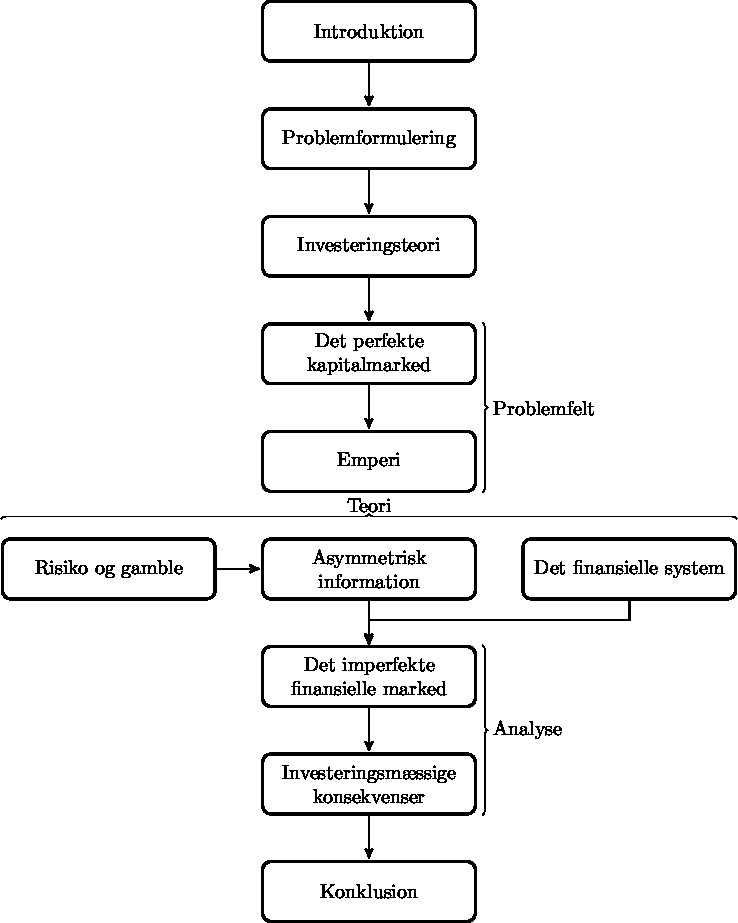 Introduktion
Problemformulering
Investeringsteori
Det perfekte
kapitalmarked
Problemfelt
Emperi
Teori
Risiko og gamble
Asymmetrisk
information
Det finansielle system
Det imperfekte
finansielle marked
Analyse
Investeringsmæssige
konsekvenser
Konklusion